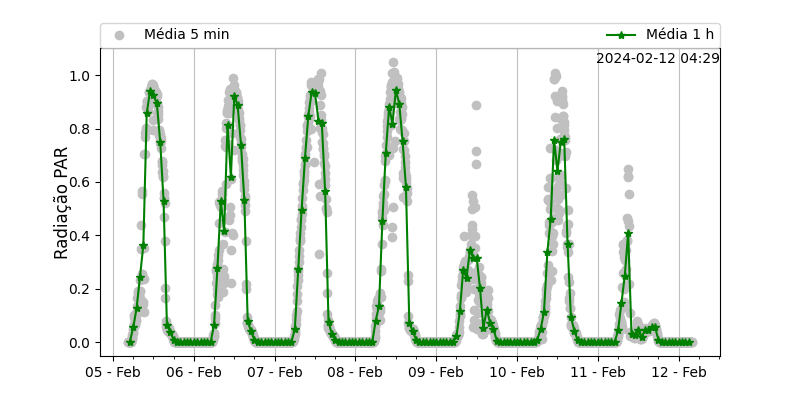 Média 5 min
Média 1 h
2024-02-12 04:29
Radiação PAR
1.0
0.8
0.6
0.4
0.2
0.0
05 - Feb
06 - Feb
07 - Feb
08 - Feb
09 - Feb
10 - Feb
11 - Feb
12 - Feb